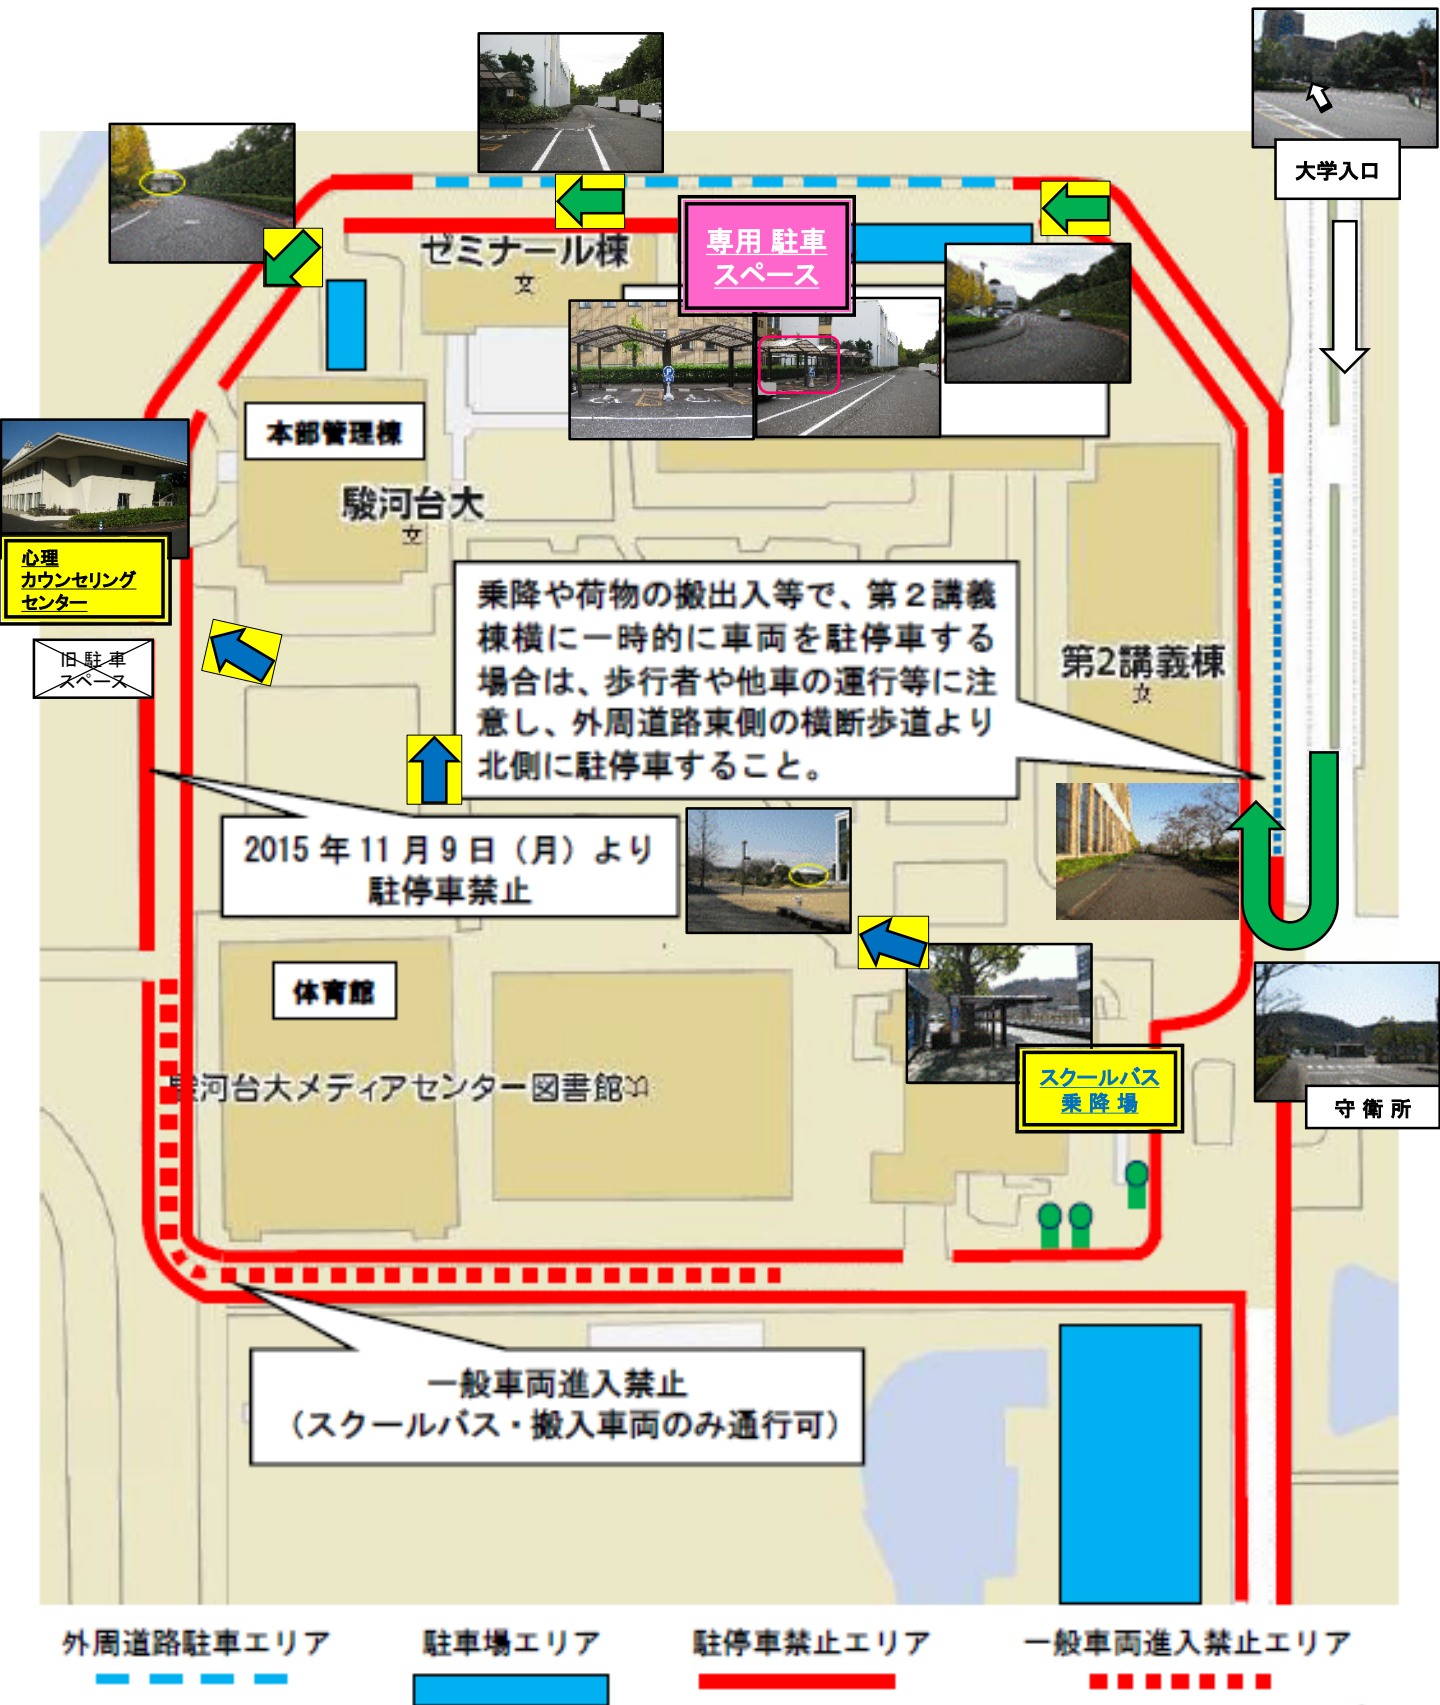 大学入口
専用 駐車
スペース
ゼミナール棟
文
本部管理棟
駿河台大
文
心理
カウンセリング
センター
旧 駐 車
スペース
乗降や荷物の搬出入等で、第２講義
棟横に一時的に車両を駐停車する
場合は、歩行者や他車の運行等に注
意し、外周道路東側の横断歩道より
北側に駐停車すること。
第2講義棟
文
2015 年 11 月 9 日（月）より
駐停車禁止
体育館
駿河台大メディアセンター図書館
スクールバス
乗 降 場
守 衛 所
一般車両進入禁止
（スクールバス・搬入車両のみ通行可）
外周道路駐車エリア
駐車場エリア
駐停車禁止エリア
一般車両進入禁止エリア